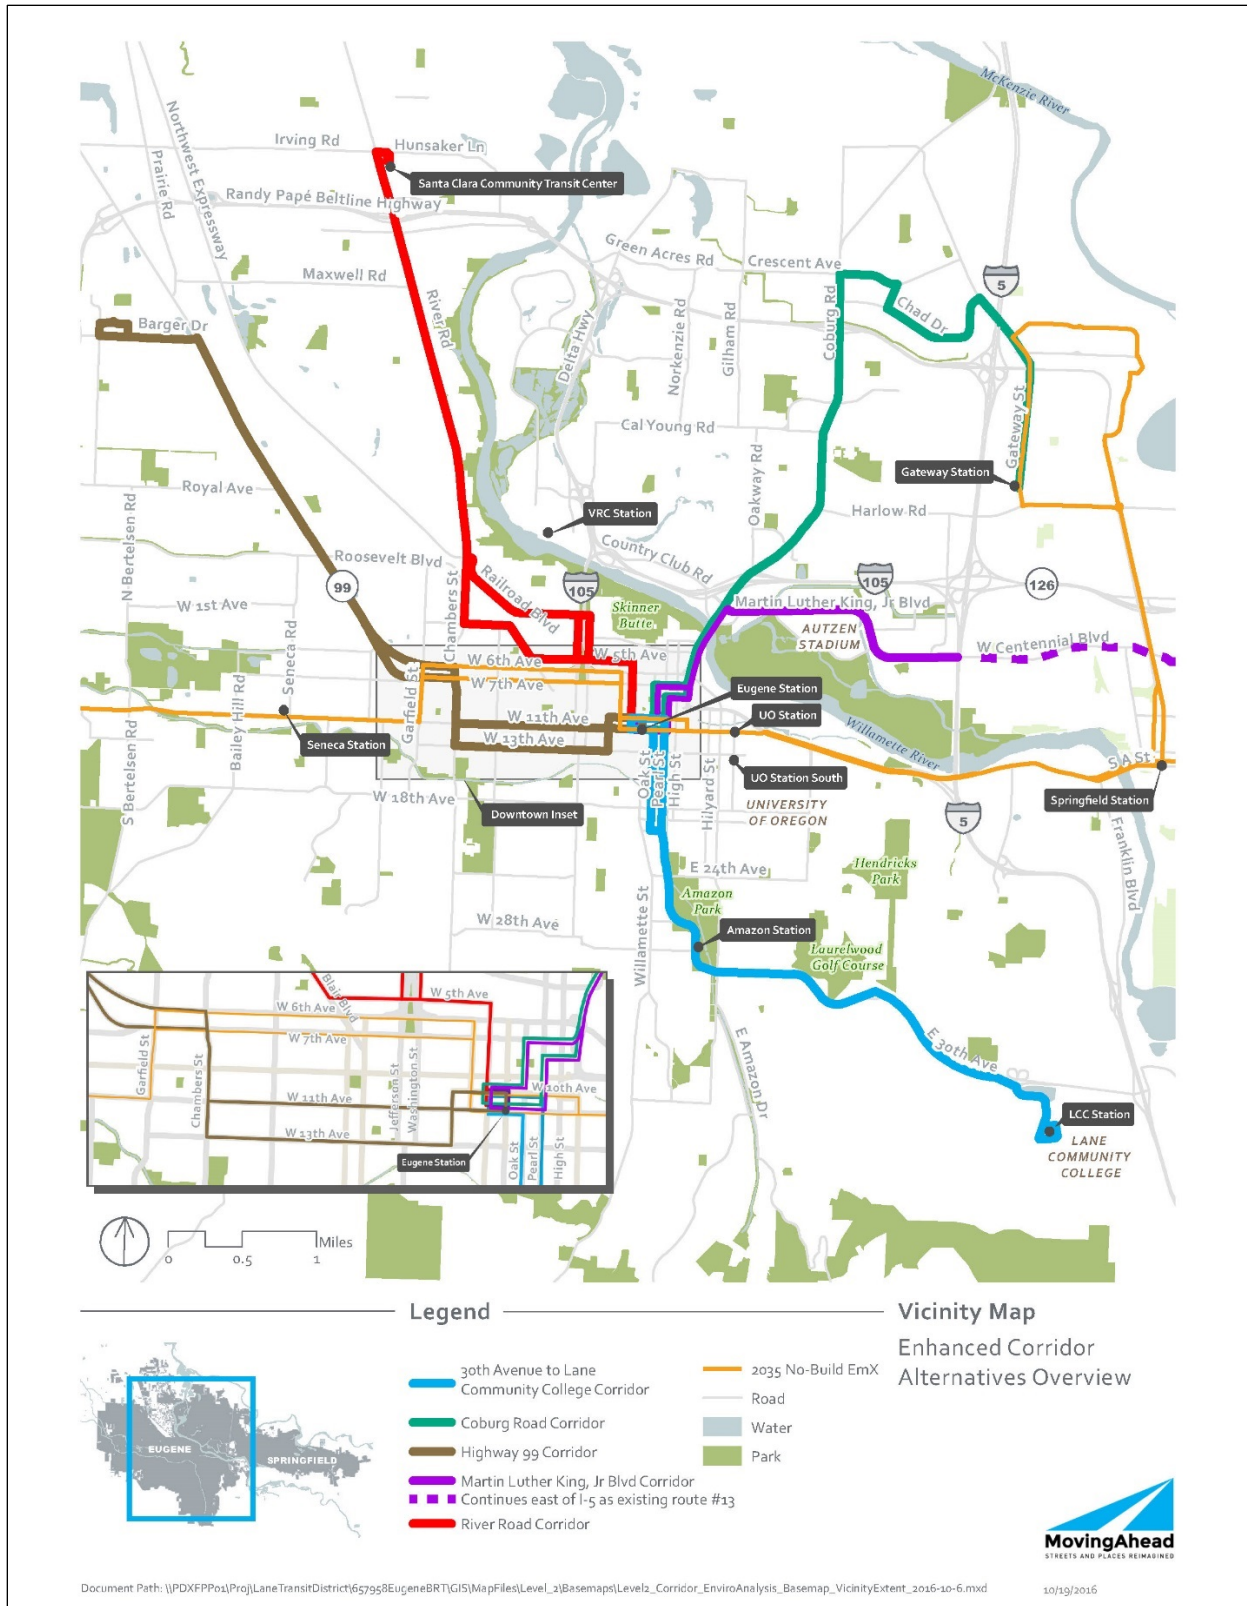 McKenzie River
Irving Rd
Hunsaker Ln
Prairie Rd
Northwest Expressway
Santa Clara Community Transit Center
Randy Papé Beltline Highway
Green Acres Rd
Crescent Ave
Maxwell Rd
River Rd
5
Barger Dr
Delta Hwy
Norkenzie Rd
Gilham Rd
Coburg Rd
Chad Dr
Gateway St
Cal Young Rd
Oakway Rd
Gateway Station
Royal Ave
N Bertelsen Rd
VRC Station
Harlow Rd
Roosevelt Blvd
Country Club Rd
99
Chambers St
Railroad Blvd
105
105
126
W 1st Ave
Skinner
Butte
Martin Luther King, Jr Blvd
AUTZEN
STADIUM
W Centennial Blvd
Seneca Rd
Bailey Hill Rd
W 6th Ave
W 5th Ave
W 7th Ave
Garfield St
Eugene Station
W 11th Ave
UO Station
W 13th Ave
Willamette River
Seneca Station
Oak St
Pearl St
High St
Hilyard St
S A St
S Bertelsen Rd
UO Station South
W 18th Ave
Downtown Inset
UNIVERSITY
OF OREGON
5
Springfield Station
Franklin Blvd
E 24th Ave
Hendricks
Park
Amazon
Park
Willamette St
W 28th Ave
Amazon Station
Laurelwood
Golf Course
E Amazon Dr
E 30th Ave
LCC Station
LANE
COMMUNITY
COLLEGE
Blair Blvd
W 5th Ave
W 6th Ave
W 7th Ave
Garfield St
Chambers St
Jefferson St
Washington St
W 10th Ave
W 11th Ave
W 13th Ave
Eugene Station
Oak St
Pearl St
High St
Miles
0
0.5
1
Legend
Vicinity Map
Enhanced Corridor
Alternatives Overview
EUGENE
SPRINGFIELD
30th Avenue to Lane
Community College Corridor
Coburg Road Corridor
Highway 99 Corridor
Martin Luther King, Jr Blvd Corridor
Continues east of I-5 as existing route #13
River Road Corridor
2035 No-Build EmX
Road
Water
Park
MovingAhead
STREETS AND PLACES REIMAGINED
Document Path: \\PDXFPP01\Proj\LaneTransitDistrict\657958EugeneBRT\GIS\MapFiles\Level_2\Basemaps\Level2_Corridor_EnviroAnalysis_Basemap_VicinityExtent_2016-10-6.mxd
10/19/2016